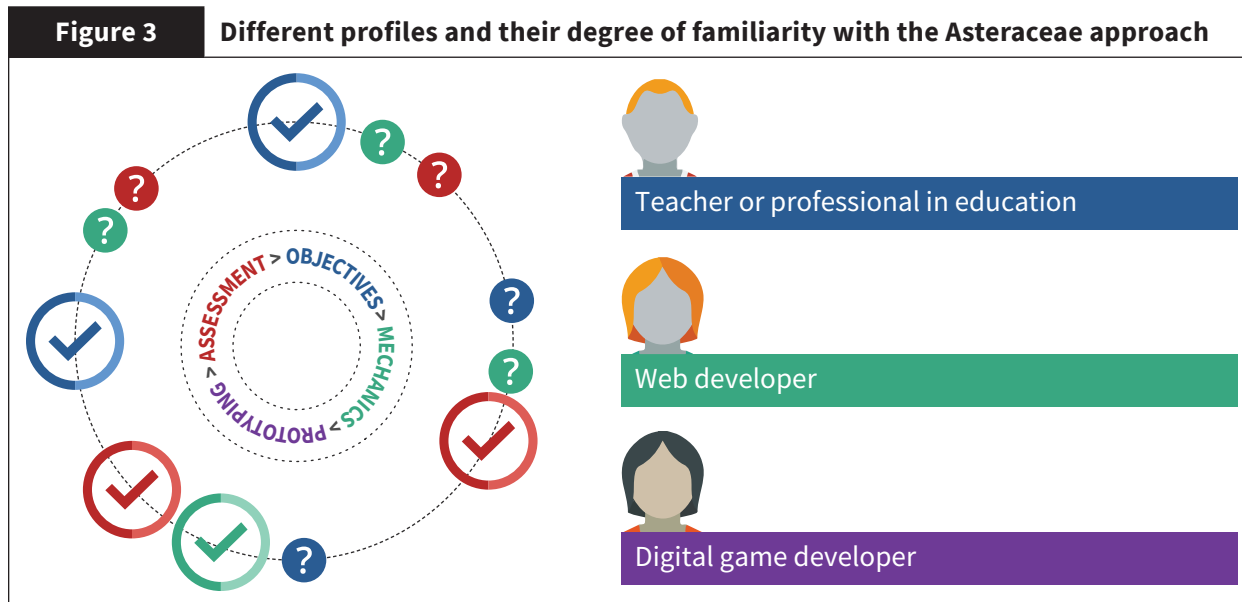 Figure 3
Different profiles and their degree of familiarity with the Asteraceae approach
?
?
?
?
?
?
?
OBJECTIVES > MECHANICS > PROTOTYPING > ASSESSMENT >
Teacher or professional in education
Web developer
Digital game developer